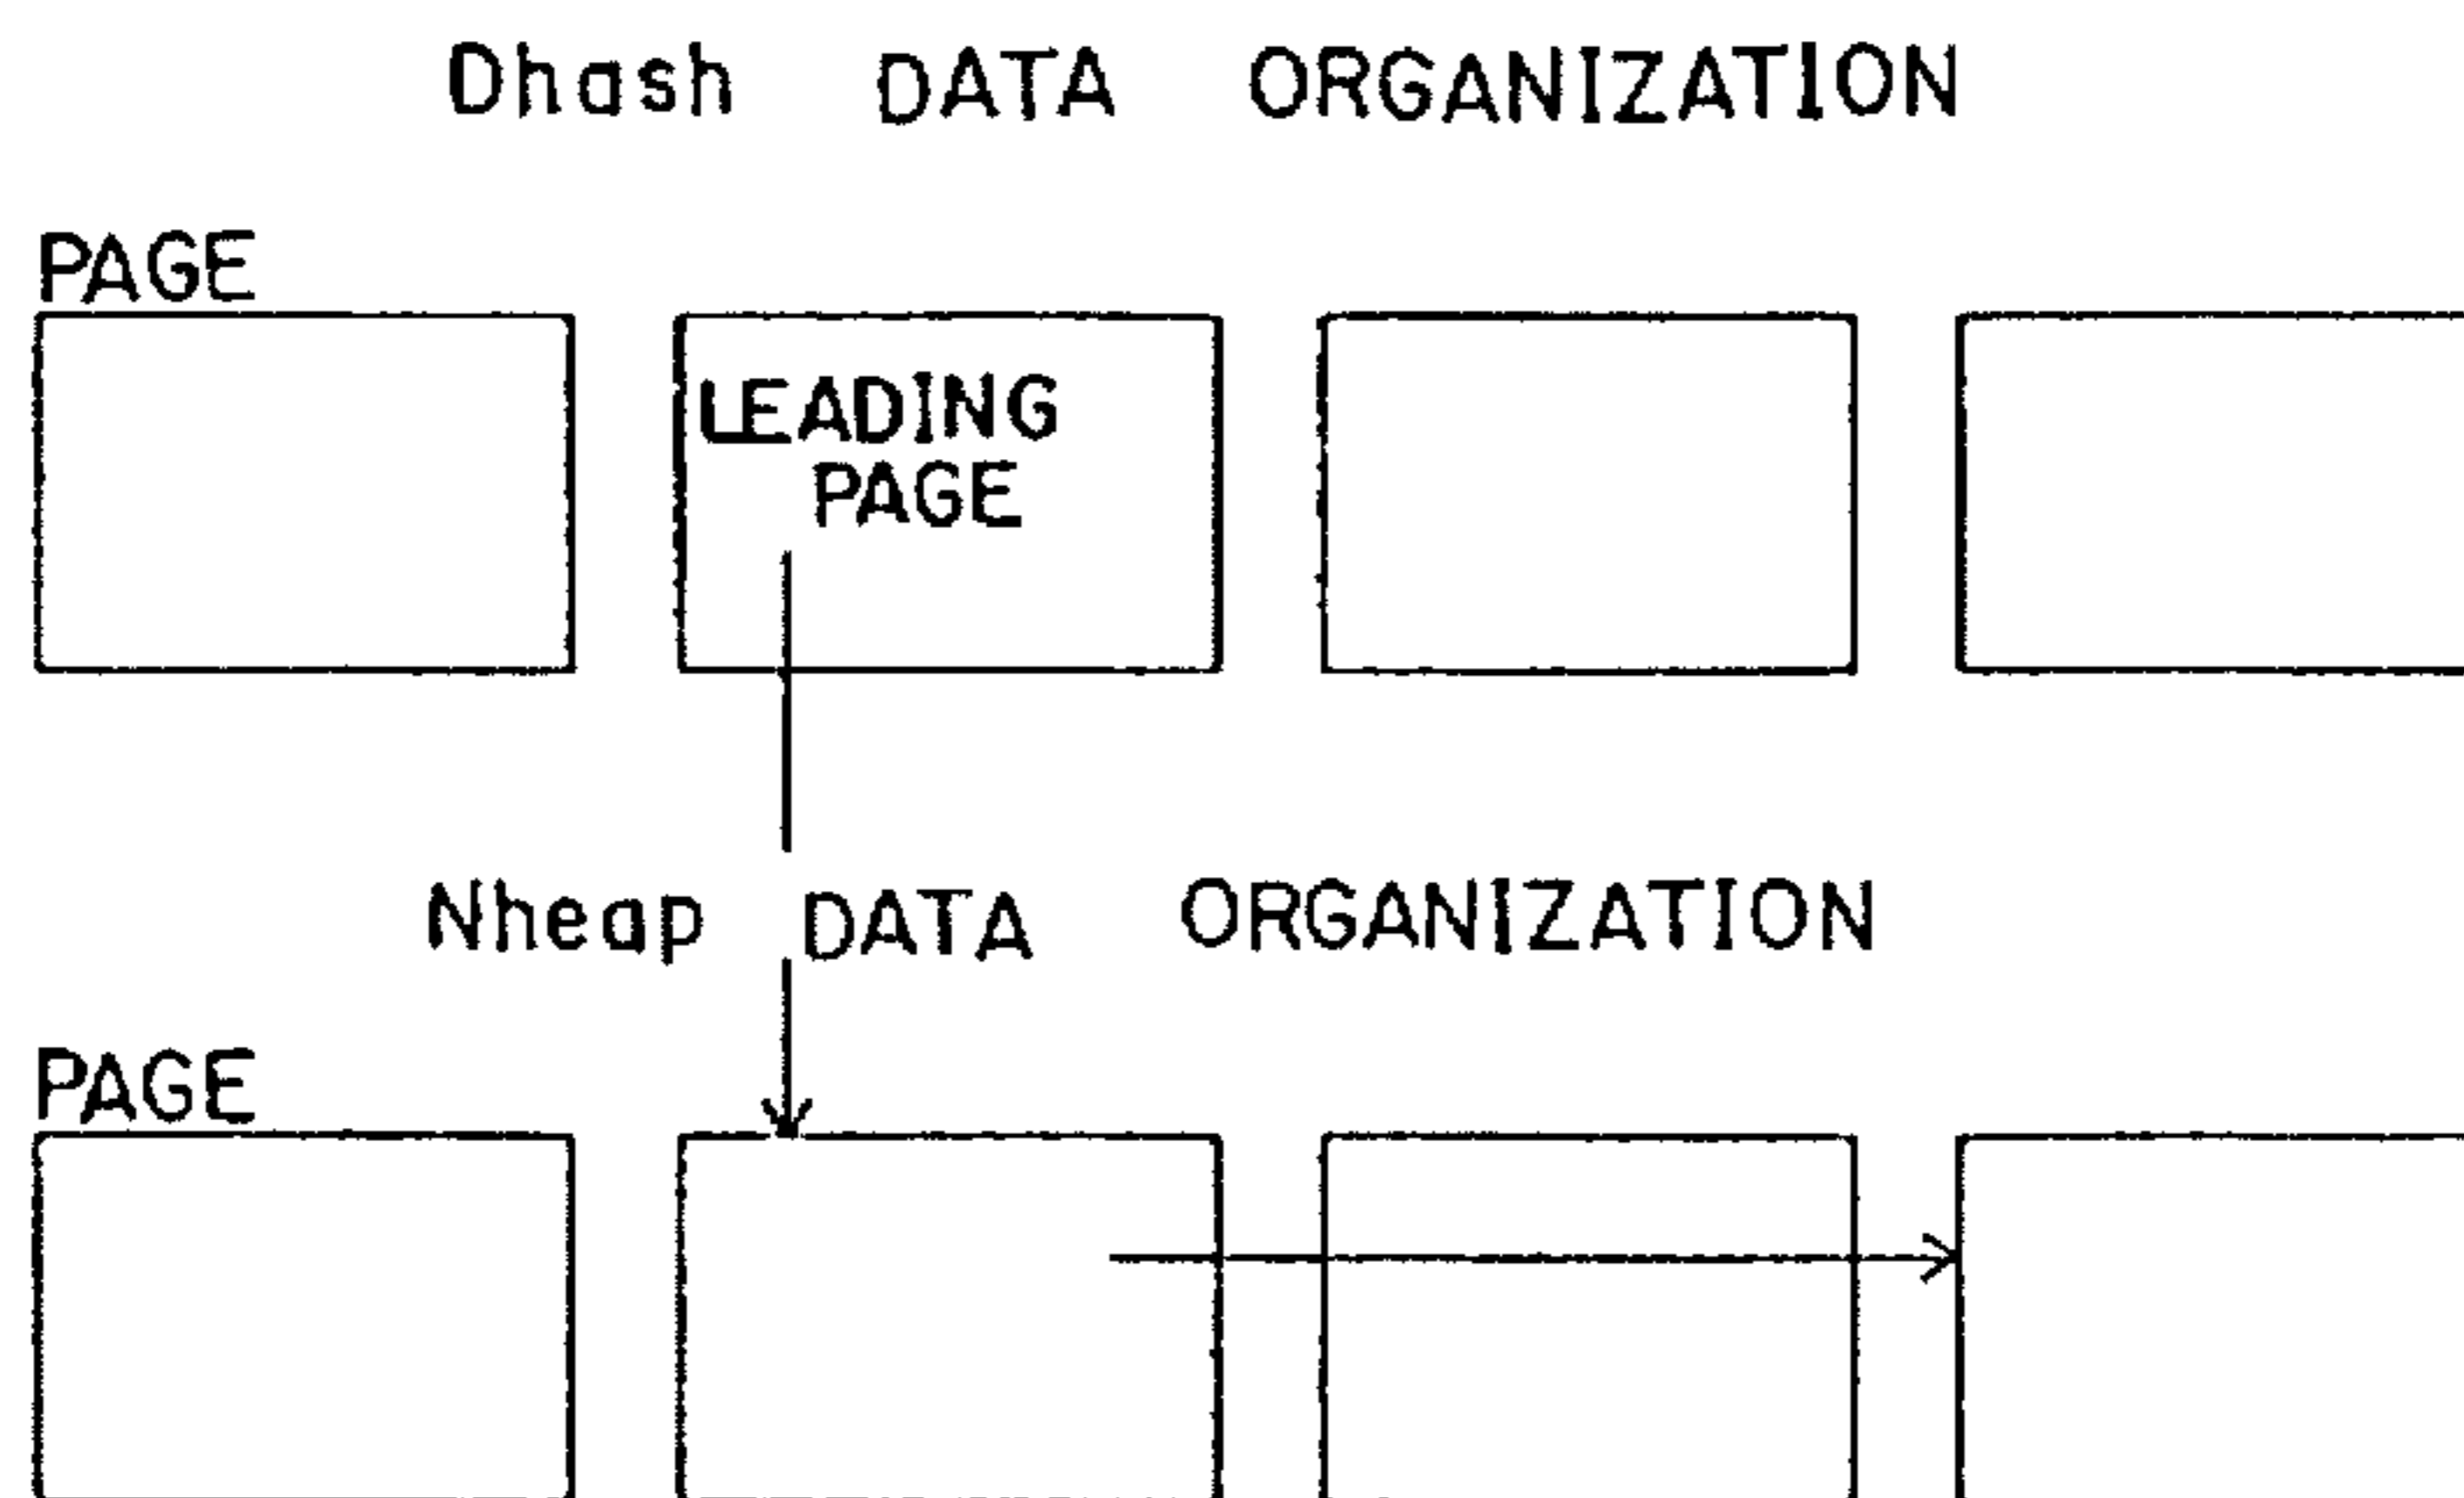 Dhash DATA ORGANIZATION
PAGE
LEADING
PAGE
Nheap DATA ORGANIZATION
PAGE